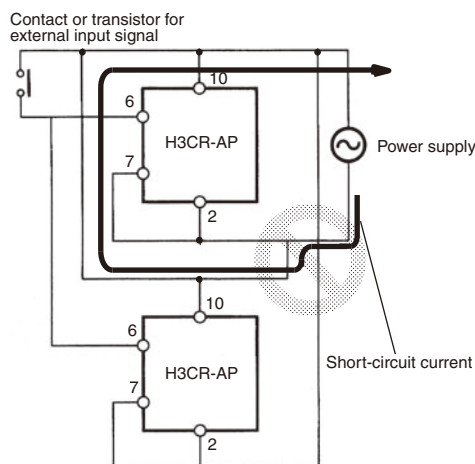 Contact or transistor for
external input signal
10
6
H3CR-AP
Power supply
7
2
10
6
Short-circuit current
H3CR-AP
7
2